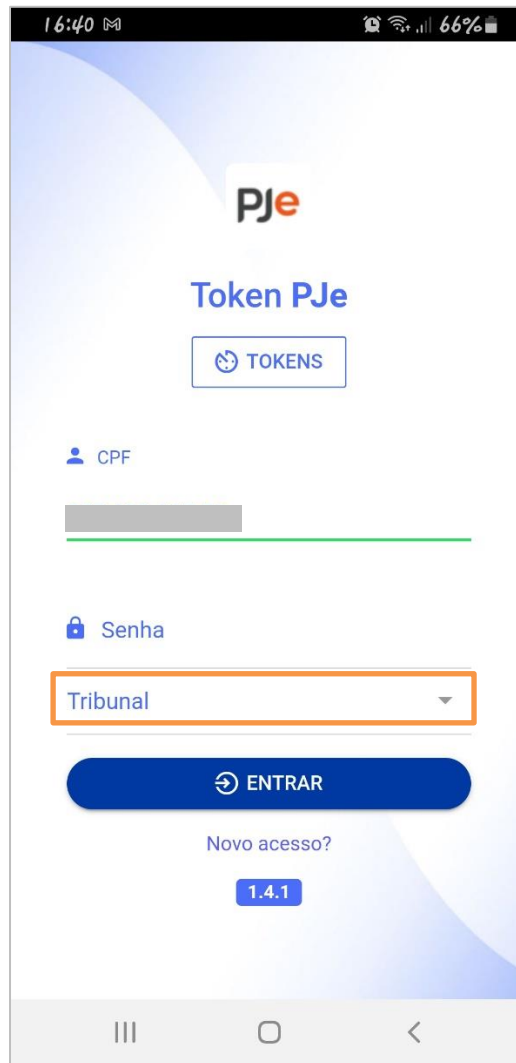 16:40 66%
PJe
Token PJe
TOKENS
CPF
Senha
Tribunal
ENTRAR
Novo acesso?
1.4.1